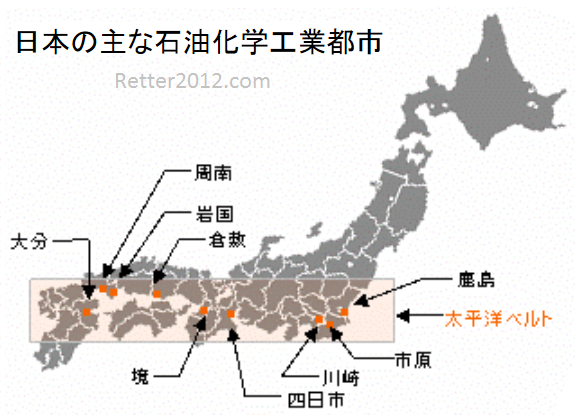 日本の主な石油化学工業都市
Retter2012.com
周南
岩国
大分
倉敷
鹿島
太平洋ベルト
市原
境
川崎
四日市